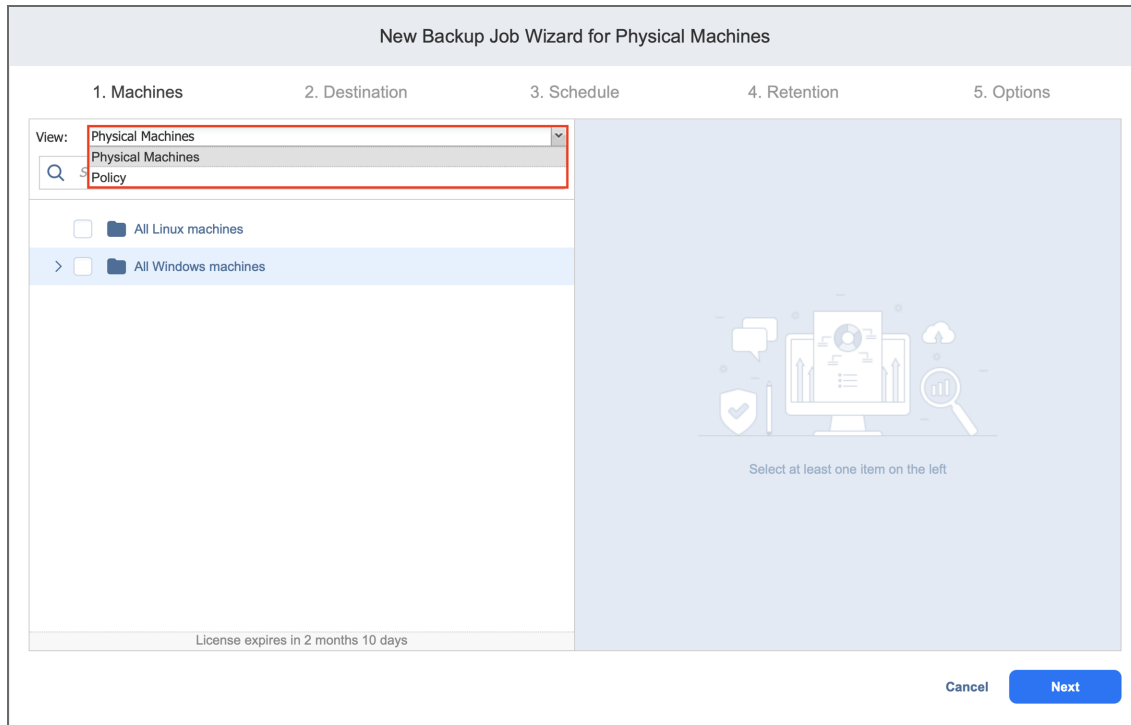 New Backup Job Wizard for Physical Machines
1. Machines 2. Destination 3. Schedule 4. Retention 5. Options
View: Physical Machines
Physical Machines
Policy
All Linux machines
All Windows machines
Select at least one item on the left
License expires in 2 months 10 days
Cancel Next